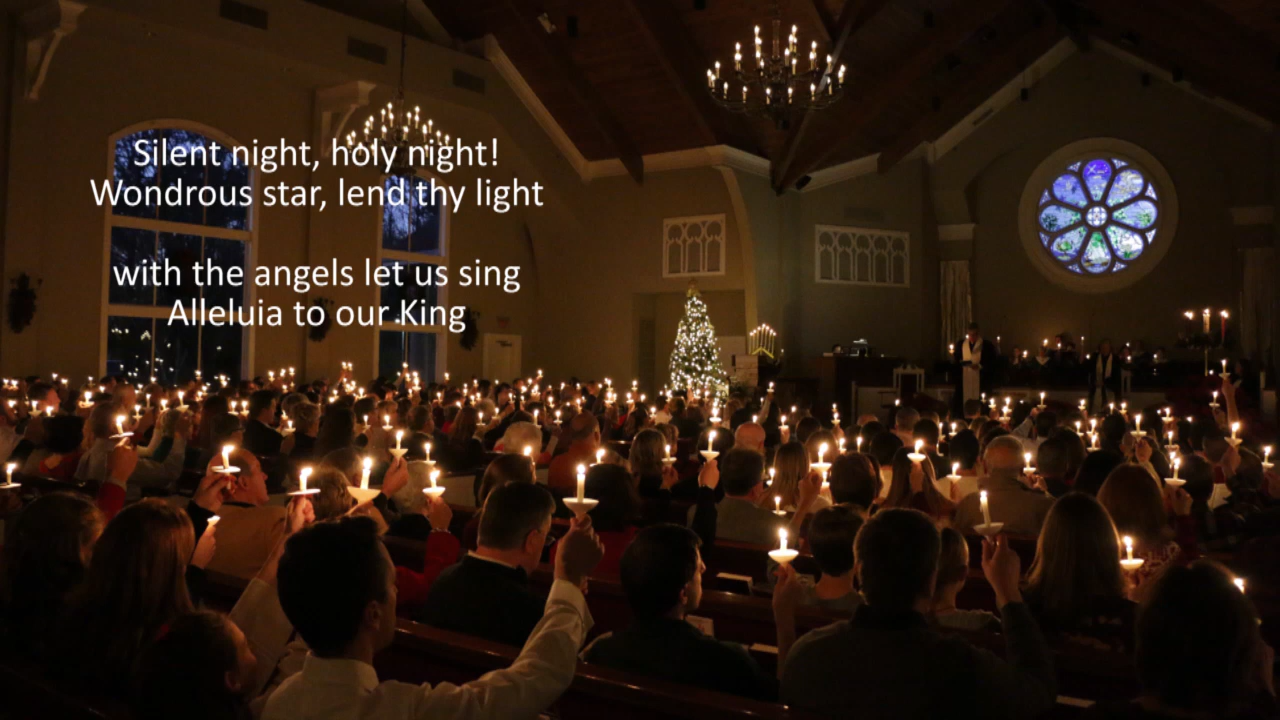 Silent night, holy night!
Wondrous star, lend thy light
with the angels let us sing
Alleluia to our King